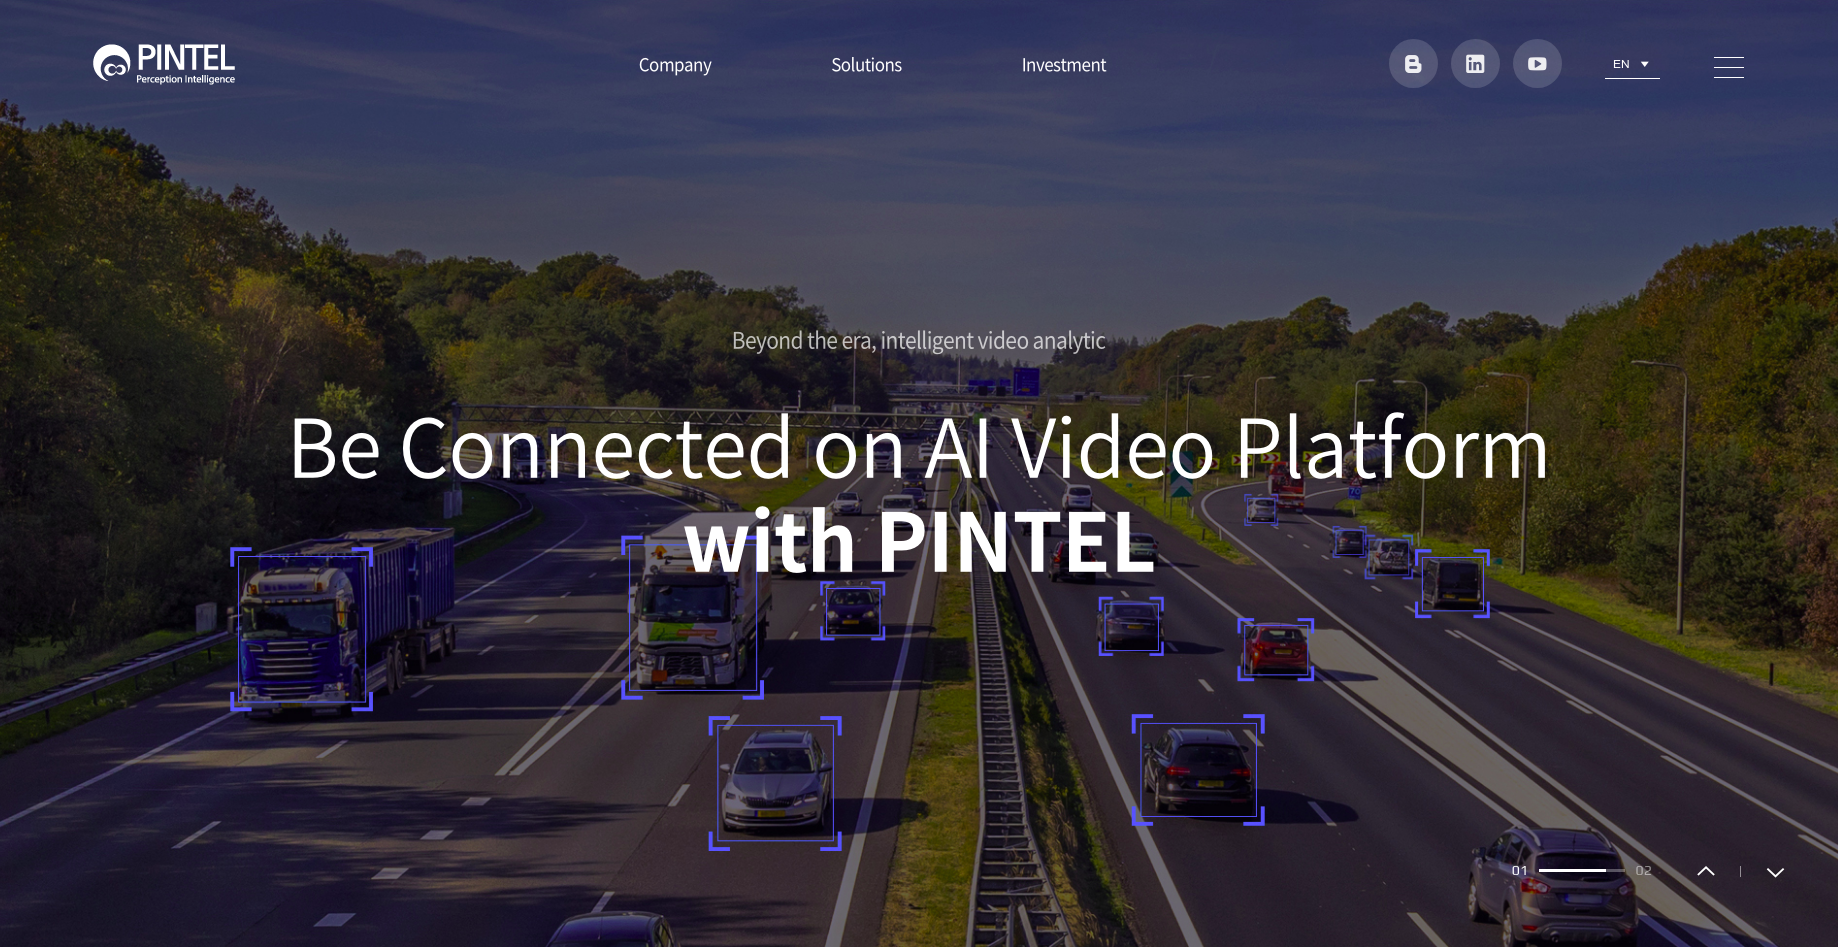 PINTEL
Perception Intelligence
Company
Solutions
Investment
EN
Beyond the era, intelligent video analytic
Be Connected on AI Video Platform
with PINTEL
01
02